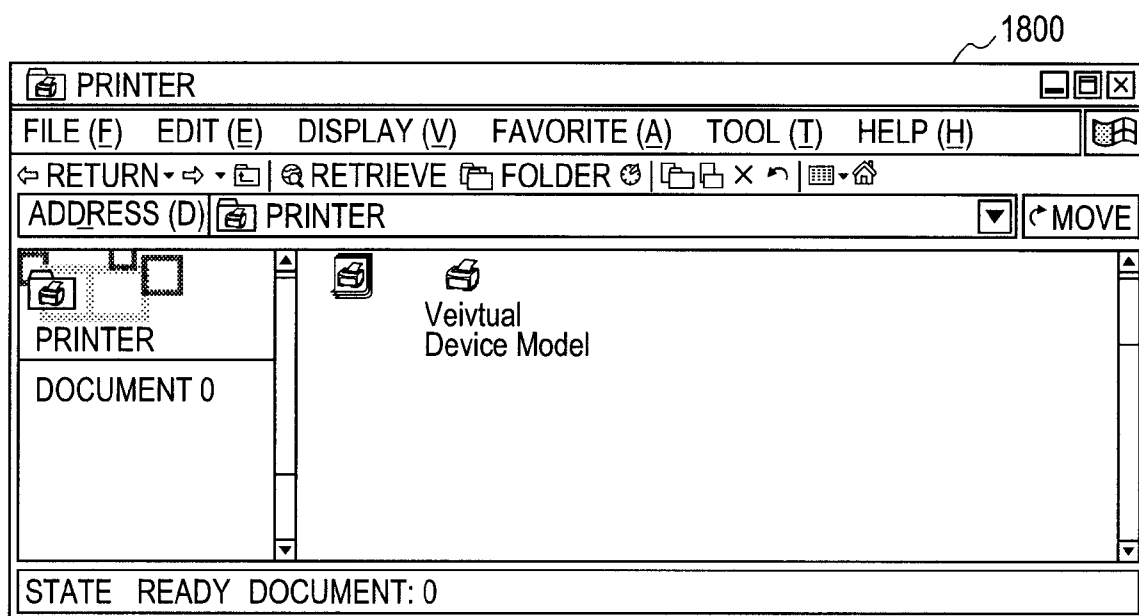 1800
PRINTER
FILE (F) EDIT (E) DISPLAY (V) FAVORITE (A) TOOL (T) HELP (H)
RETURN RETRIEVE FOLDER
ADDRESS (D) PRINTER MOVE
PRINTER
DOCUMENT 0
Veivtual
Device Model
STATE READY DOCUMENT: 0